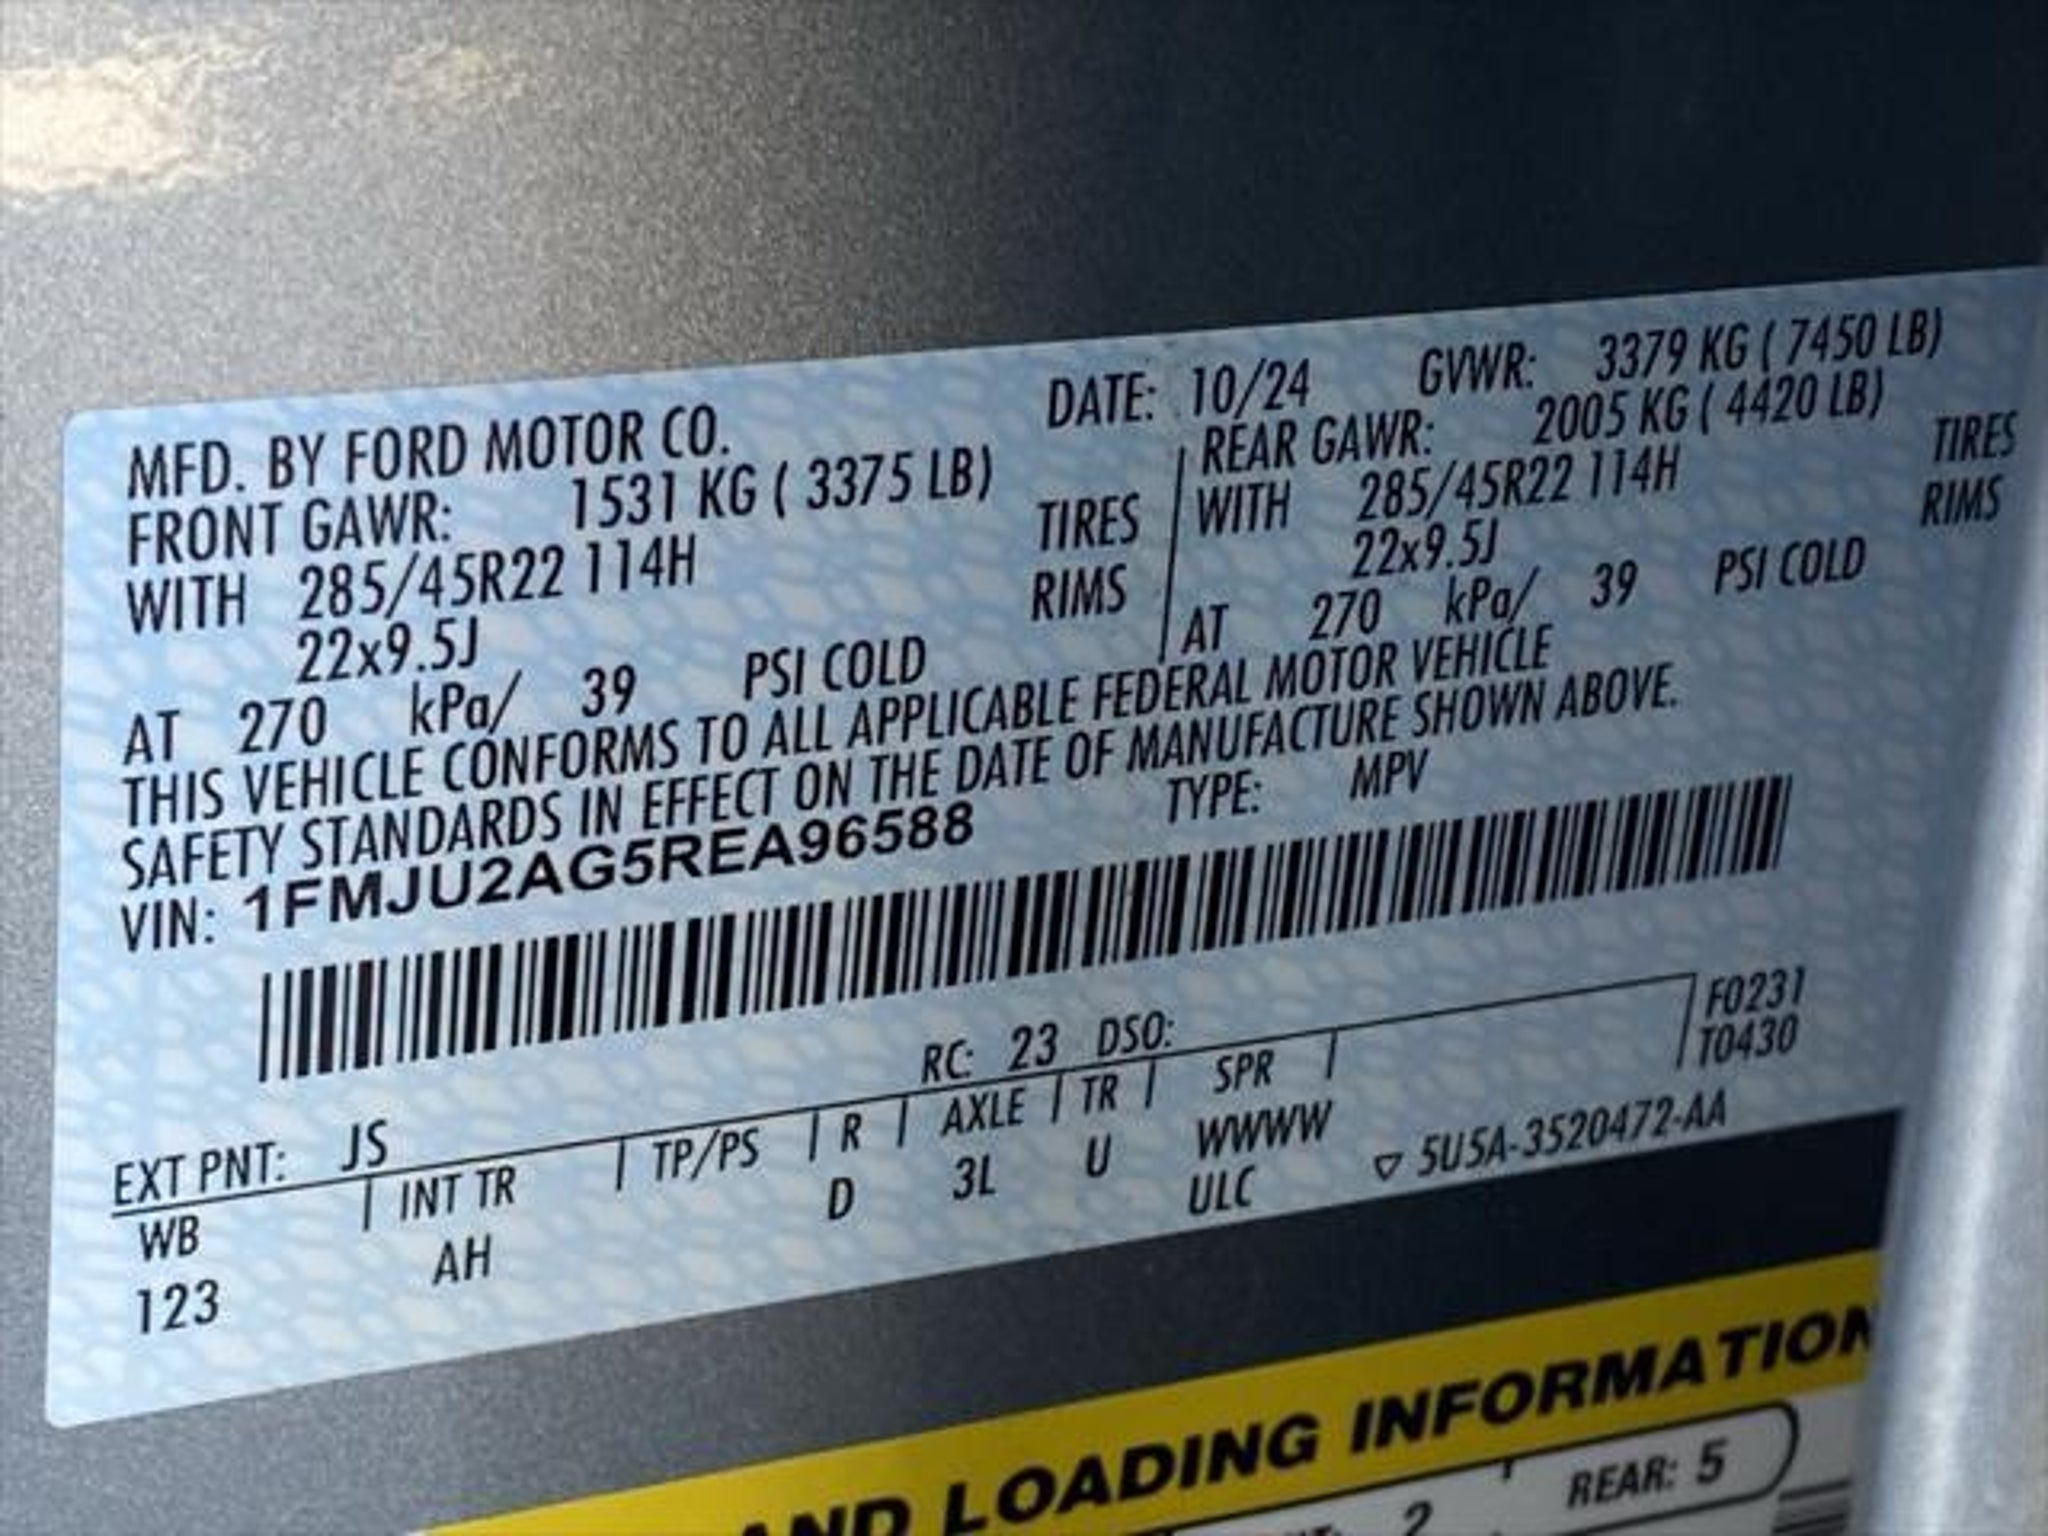 MFD. BY FORD MOTOR CO. DATE: 10/24 GVWR: 3379 KG ( 7450 LB)
FRONT GAWR: 1531 KG ( 3375 LB) REAR GAWR: 2005 KG ( 4420 LB)
WITH 285/45R22 114H TIRES WITH 285/45R22 114H TIRES
22x9.5J RIMS 22x9.5J RIMS
AT 270 kPa/ 39 PSI COLD AT 270 kPa/ 39 PSI COLD
THIS VEHICLE CONFORMS TO ALL APPLICABLE FEDERAL MOTOR VEHICLE
SAFETY STANDARDS IN EFFECT ON THE DATE OF MANUFACTURE SHOWN ABOVE.
VIN: 1FMJU2AG5REA96588 TYPE: MPV
F0231
T0430
EXT PNT: JS RC: 23 DSO:
WB INT TR TP/PS R AXLE TR SPR
123 AH D 3L U WWWW
ULC
▽ 5U5A-3520472-AA
AND LOADING INFORMATION
2 REAR: 5